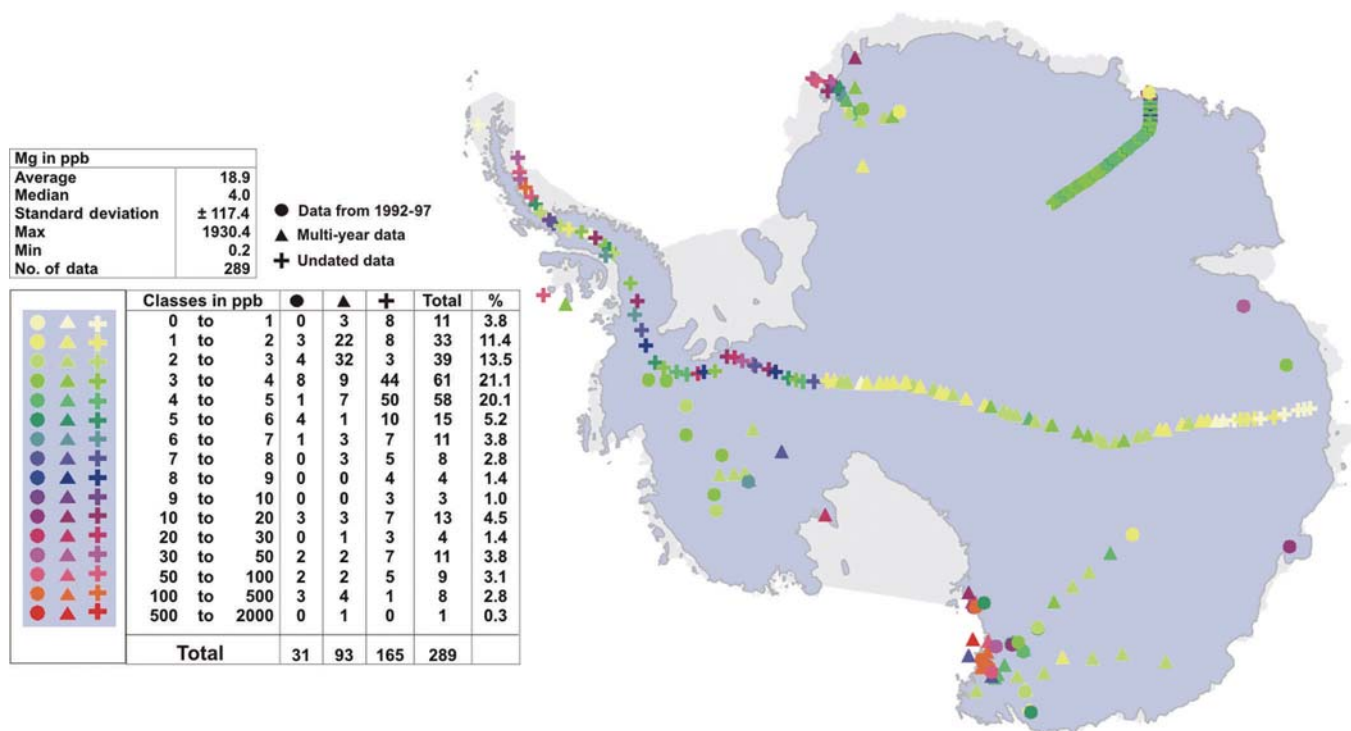 Mg in ppb
Average 18.9
Median 4.0
Standard deviation ± 117.4
Max 1930.4
Min 0.2
No. of data 289
Data from 1992-97
Multi-year data
Undated data
Classes in ppb Total %
0 to 1 0 3 8 11 3.8
1 to 2 3 22 8 33 11.4
2 to 3 4 32 3 39 13.5
3 to 4 8 9 44 61 21.1
4 to 5 1 7 50 58 20.1
5 to 6 4 1 10 15 5.2
6 to 7 1 3 7 11 3.8
7 to 8 0 3 5 8 2.8
8 to 9 0 0 4 4 1.4
9 to 10 0 0 3 3 1.0
10 to 20 3 3 7 13 4.5
20 to 30 0 1 3 4 1.4
30 to 50 2 2 7 11 3.8
50 to 100 2 2 5 9 3.1
100 to 500 3 4 1 8 2.8
500 to 2000 0 1 0 1 0.3
Total 31 93 165 289